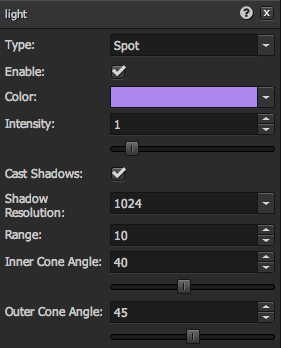 light ? x
Type: Spot
Enable:
Color:
Intensity: 1
Cast Shadows:
Shadow
Resolution: 1024
Range: 10
Inner Cone Angle: 40
Outer Cone Angle: 45